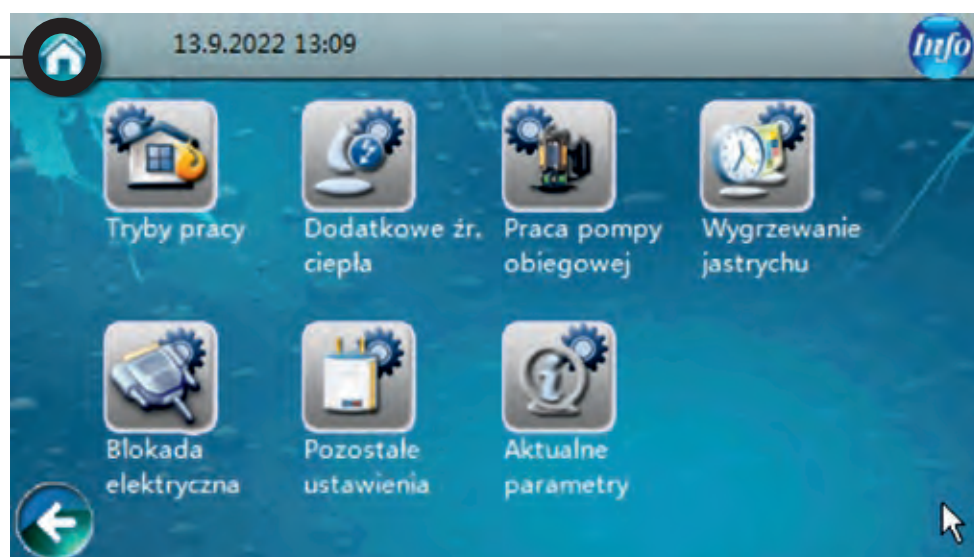 13.9.2022 13:09
Info
Tryby pracy
Dodatkowe źr.
ciepła
Praca pompy
obiegowej
Wygrzewanie
jastrychu
Blokada
elektryczna
Pozostałe
ustawienia
Aktualne
parametry